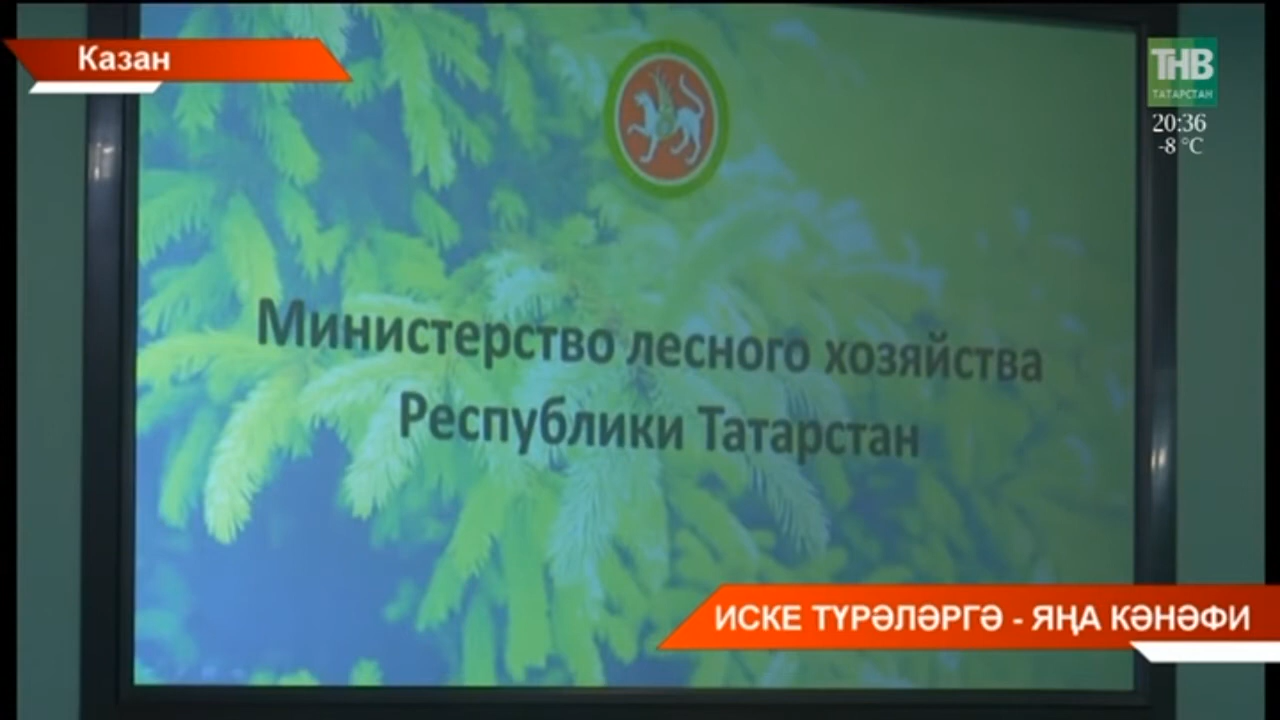 Казан
ТНВ
ТАТАРСТАН
20:36
-8 °C
Министерство лесного хозяйства
Республики Татарстан
ИСКЕ ТҮРӘЛӘРГӘ - ЯҢА КӘНӘФИ